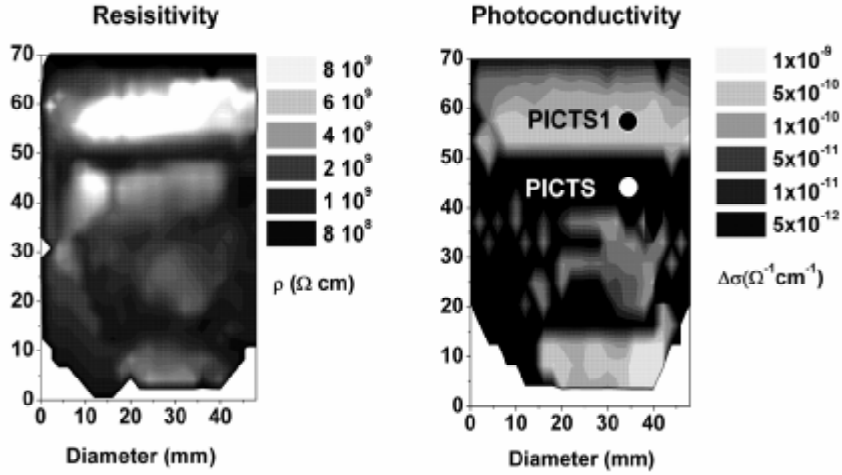 Resisitivity
70
60
50
40
30
20
10
0
0 10 20 30 40
Diameter (mm)
8 10⁹
6 10⁹
4 10⁹
2 10⁹
1 10⁹
8 10⁸
ρ (Ω cm)
Photoconductivity
70
60
50
40
30
20
10
0
0 10 20 30 40
Diameter (mm)
PICTS1
PICTS
1x10⁻⁹
5x10⁻¹⁰
1x10⁻¹⁰
5x10⁻¹¹
1x10⁻¹¹
5x10⁻¹²
Δσ(Ω⁻¹cm⁻¹)